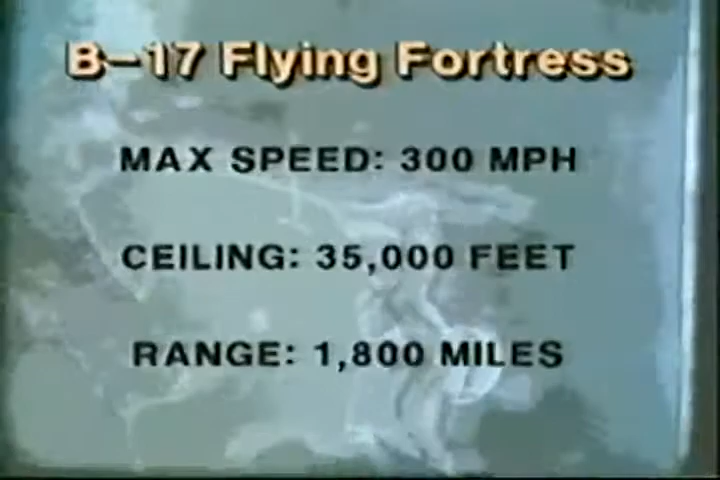 B-17 Flying Fortress
MAX SPEED: 300 MPH
CEILING: 35,000 FEET
RANGE: 1,800 MILES